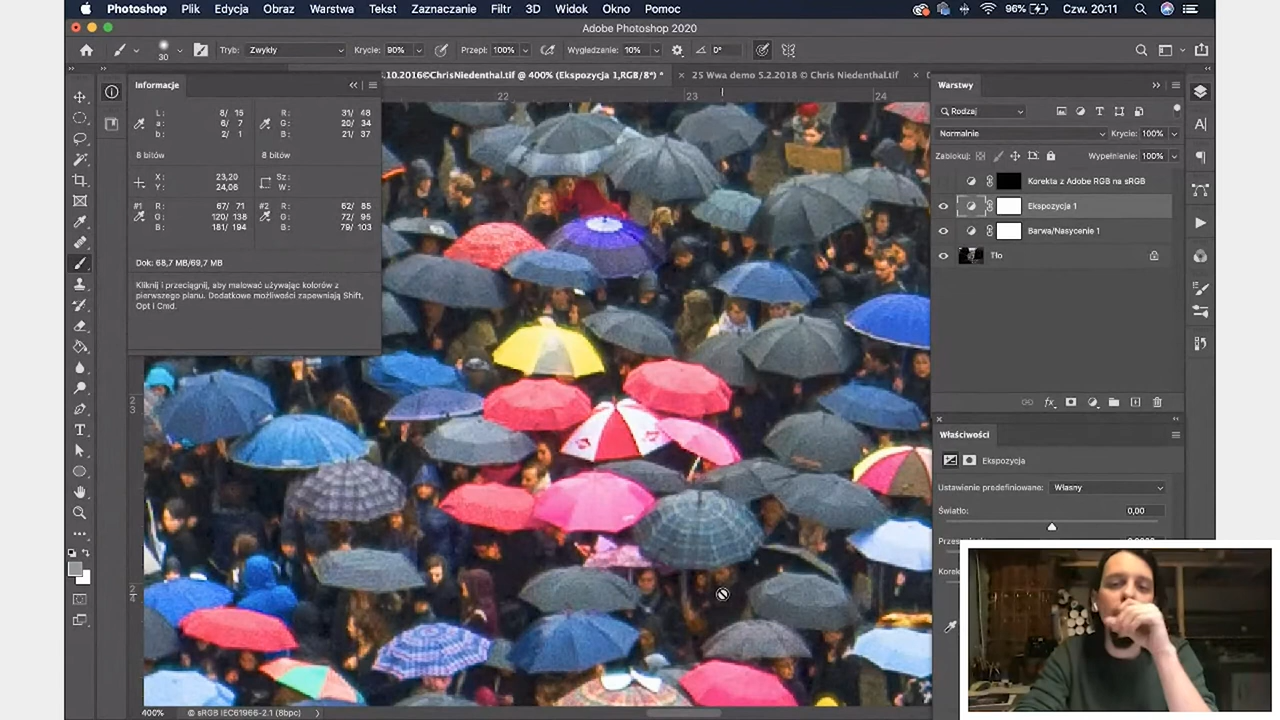 Photoshop Plik Edycja Obraz Warstwa Tekst Zaznaczanie Filtr 3D Widok Okno Pomoc 96% Czw. 20:11
Adobe Photoshop 2020
30 Tryb: Zwykły Krycie: 90% Przepł: 100% Wygładzanie: 10% 0°
.10.2016©ChrisNiedenthal.tif @ 400% (Ekspozycja 1,RGB/8*) * × 25 Wwa demo 5.2.2018 © Chris Niedenthal.tif ×
22 23 24
Informacje
L: 8/ 15 R: 31/ 48
a: 6/ 7 G: 20/ 34
b: 2/ 1 B: 21/ 37
8 bitów 8 bitów
X: 23,20 Sz:
Y: 24,06 W:
#1 R: 67/ 71 #2 R: 62/ 85
G: 120/ 138 G: 72/ 95
B: 181/ 194 B: 79/ 103
Dok: 68,7 MB/69,7 MB
Kliknij i przeciągnij, aby malować używając kolorów z
pierwszego planu. Dodatkowe możliwości zapewniają Shift,
Opt i Cmd.
Warstwy
Rodzaj
Normalnie Krycie: 100%
Zablokuj: Wypełnienie: 100%
Korekta z Adobe RGB na sRGB
Ekspozycja 1
Barwa/Nasycenie 1
Tło
Właściwości
Ekspozycja
Ustawienie predefiniowane: Własny
Światło: 0,00
400% © sRGB IEC61966-2.1 (8bpc)